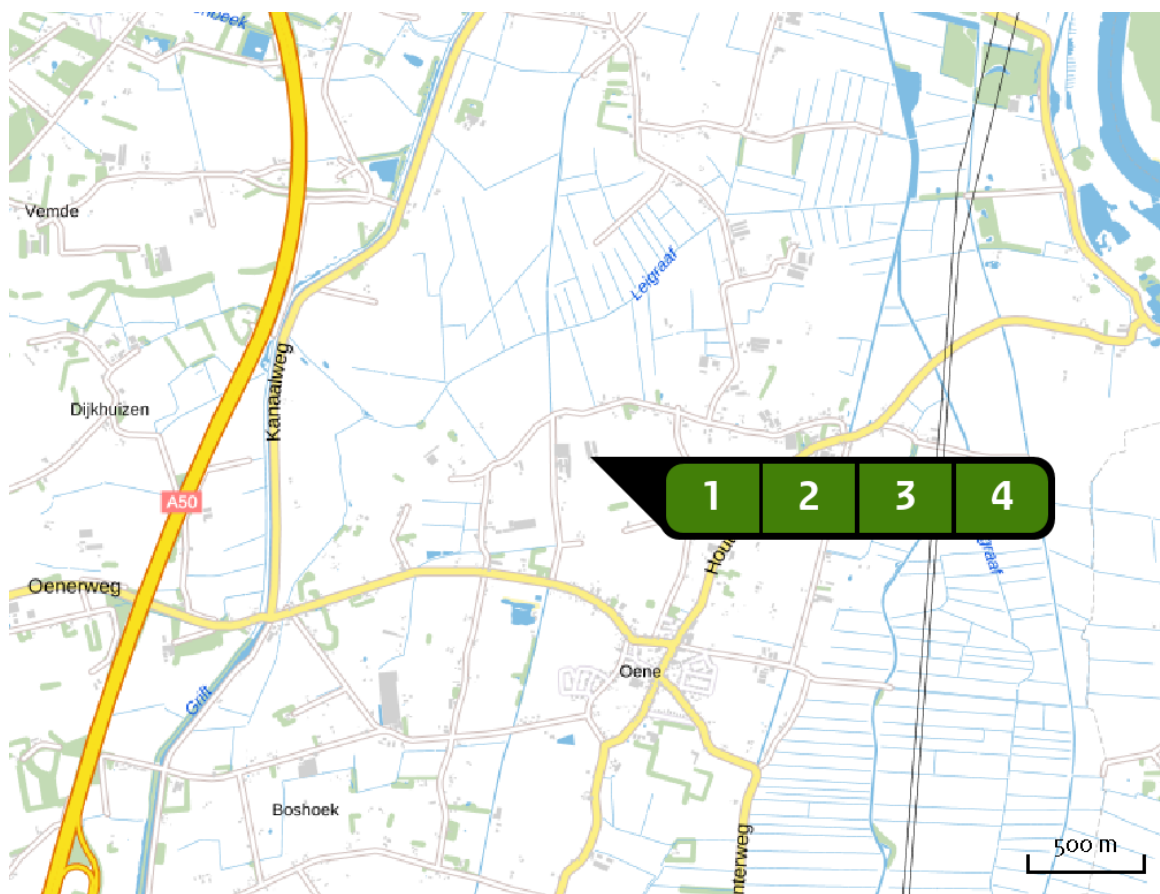 Vemde
Leigraaf
Kanaalweg
Dijkhuizen
A50
1 2 3 4
Oenerweg
Oene
Grift
Boshoek
500 m